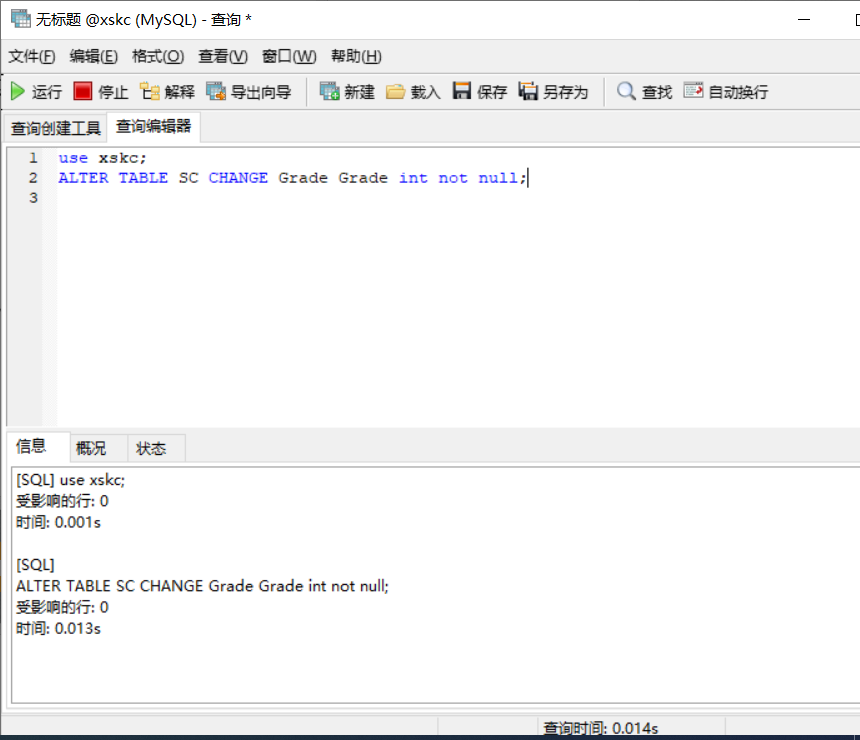 无标题 @xskc (MySQL) - 查询 *
文件(F) 编辑(E) 格式(O) 查看(V) 窗口(W) 帮助(H)
运行 停止 解释 导出向导 新建 载入 保存 另存为 查找 自动换行
查询创建工具 查询编辑器
1 use xskc;
2 ALTER TABLE SC CHANGE Grade Grade int not null;
3
信息 概况 状态
[SQL] use xskc;
受影响的行: 0
时间: 0.001s
[SQL]
ALTER TABLE SC CHANGE Grade Grade int not null;
受影响的行: 0
时间: 0.013s
查询时间: 0.014s